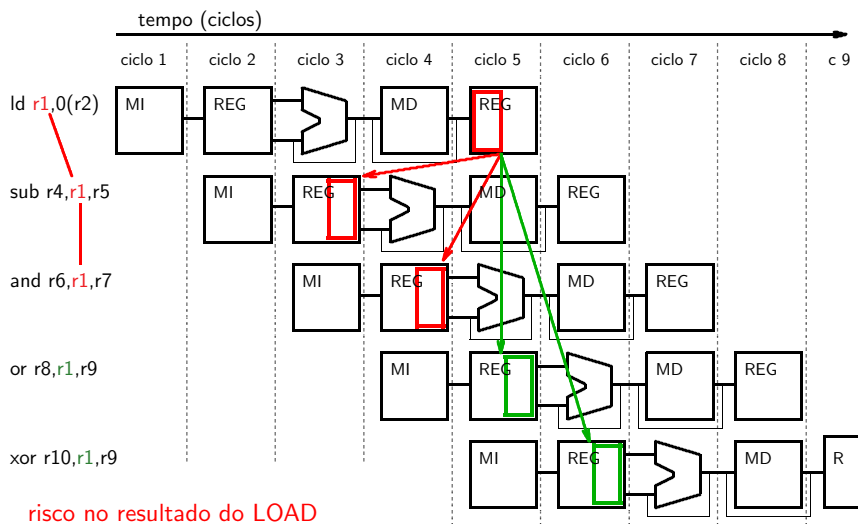 tempo (ciclos)
ciclo 1 ciclo 2 ciclo 3 ciclo 4 ciclo 5 ciclo 6 ciclo 7 ciclo 8 c 9
ld r1,0(r2) MI REG MD REG
sub r4,r1,r5 MI REG MD REG
and r6,r1,r7 MI REG MD REG
or r8,r1,r9 MI REG MD REG
xor r10,r1,r9 MI REG MD R
risco no resultado do LOAD